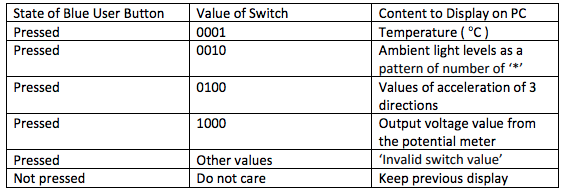 State of Blue User Button Value of Switch Content to Display on PC
Pressed 0001 Temperature ( °C )
Pressed 0010 Ambient light levels as a
pattern of number of ‘*’
Pressed 0100 Values of acceleration of 3
directions
Pressed 1000 Output voltage value from
the potential meter
Pressed Other values ‘Invalid switch value’
Not pressed Do not care Keep previous display